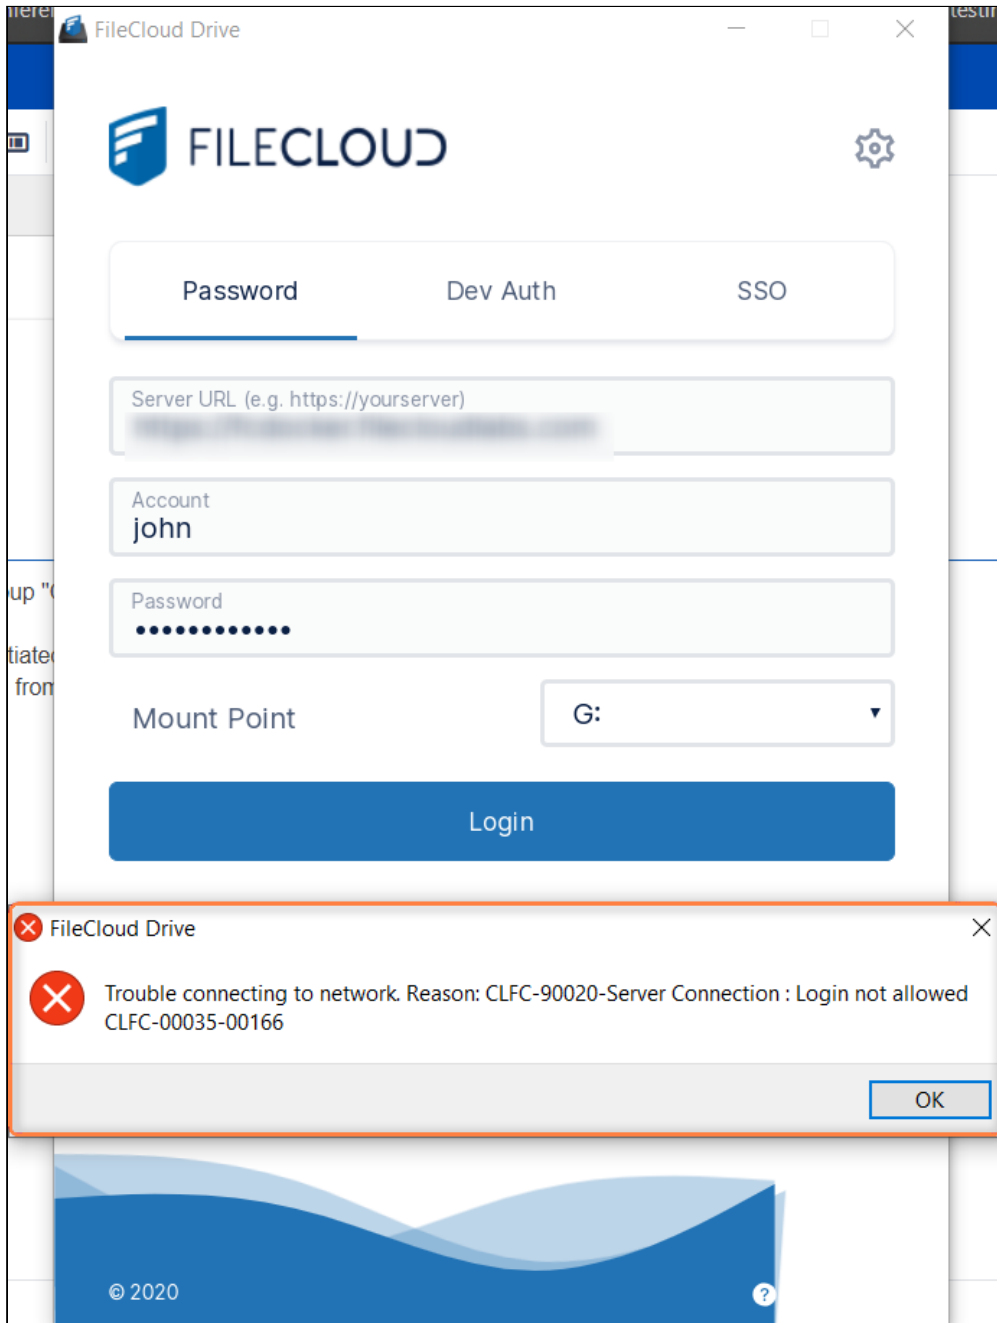 FileCloud Drive
FILECLOUD
Password Dev Auth SSO
Server URL (e.g. https://yourserver)
Account
john
Password
••••••••••••
Mount Point G:
Login
FileCloud Drive
Trouble connecting to network. Reason: CLFC-90020-Server Connection : Login not allowed
CLFC-00035-00166
OK
© 2020
?